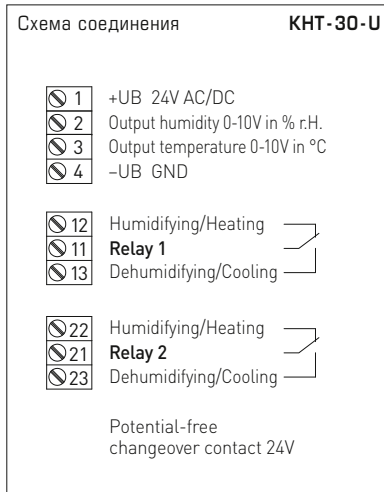 Схема соединения KHT-30-U
1 +UB 24V AC/DC
2 Output humidity 0-10V in % r.H.
3 Output temperature 0-10V in °C
4 –UB GND
12 Humidifying/Heating
11 Relay 1
13 Dehumidifying/Cooling
22 Humidifying/Heating
21 Relay 2
23 Dehumidifying/Cooling
Potential-free
changeover contact 24V